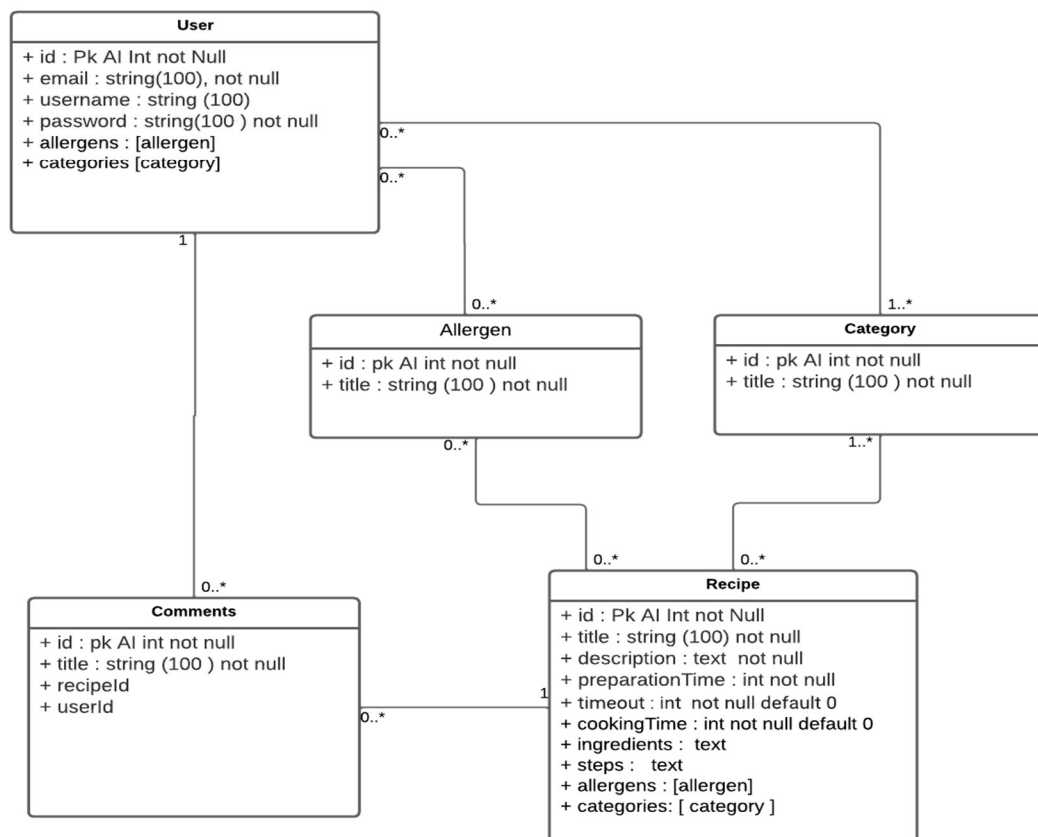 User
+ id : Pk AI Int not Null
+ email : string(100), not null
+ username : string (100)
+ password : string(100 ) not null
+ allergens : [allergen]
+ categories [category]
0..*
0..*
1
0..*
1..*
Allergen
+ id : pk AI int not null
+ title : string (100 ) not null
Category
+ id : pk AI int not null
+ title : string (100 ) not null
0..*
1..*
0..*
0..*
0..*
Comments
+ id : pk AI int not null
+ title : string (100 ) not null
+ recipeId
+ userId
0..*
1
Recipe
+ id : Pk AI Int not Null
+ title : string (100) not null
+ description : text not null
+ preparationTime : int not null
+ timeout : int not null default 0
+ cookingTime : int not null default 0
+ ingredients : text
+ steps : text
+ allergens : [allergen]
+ categories: [ category ]